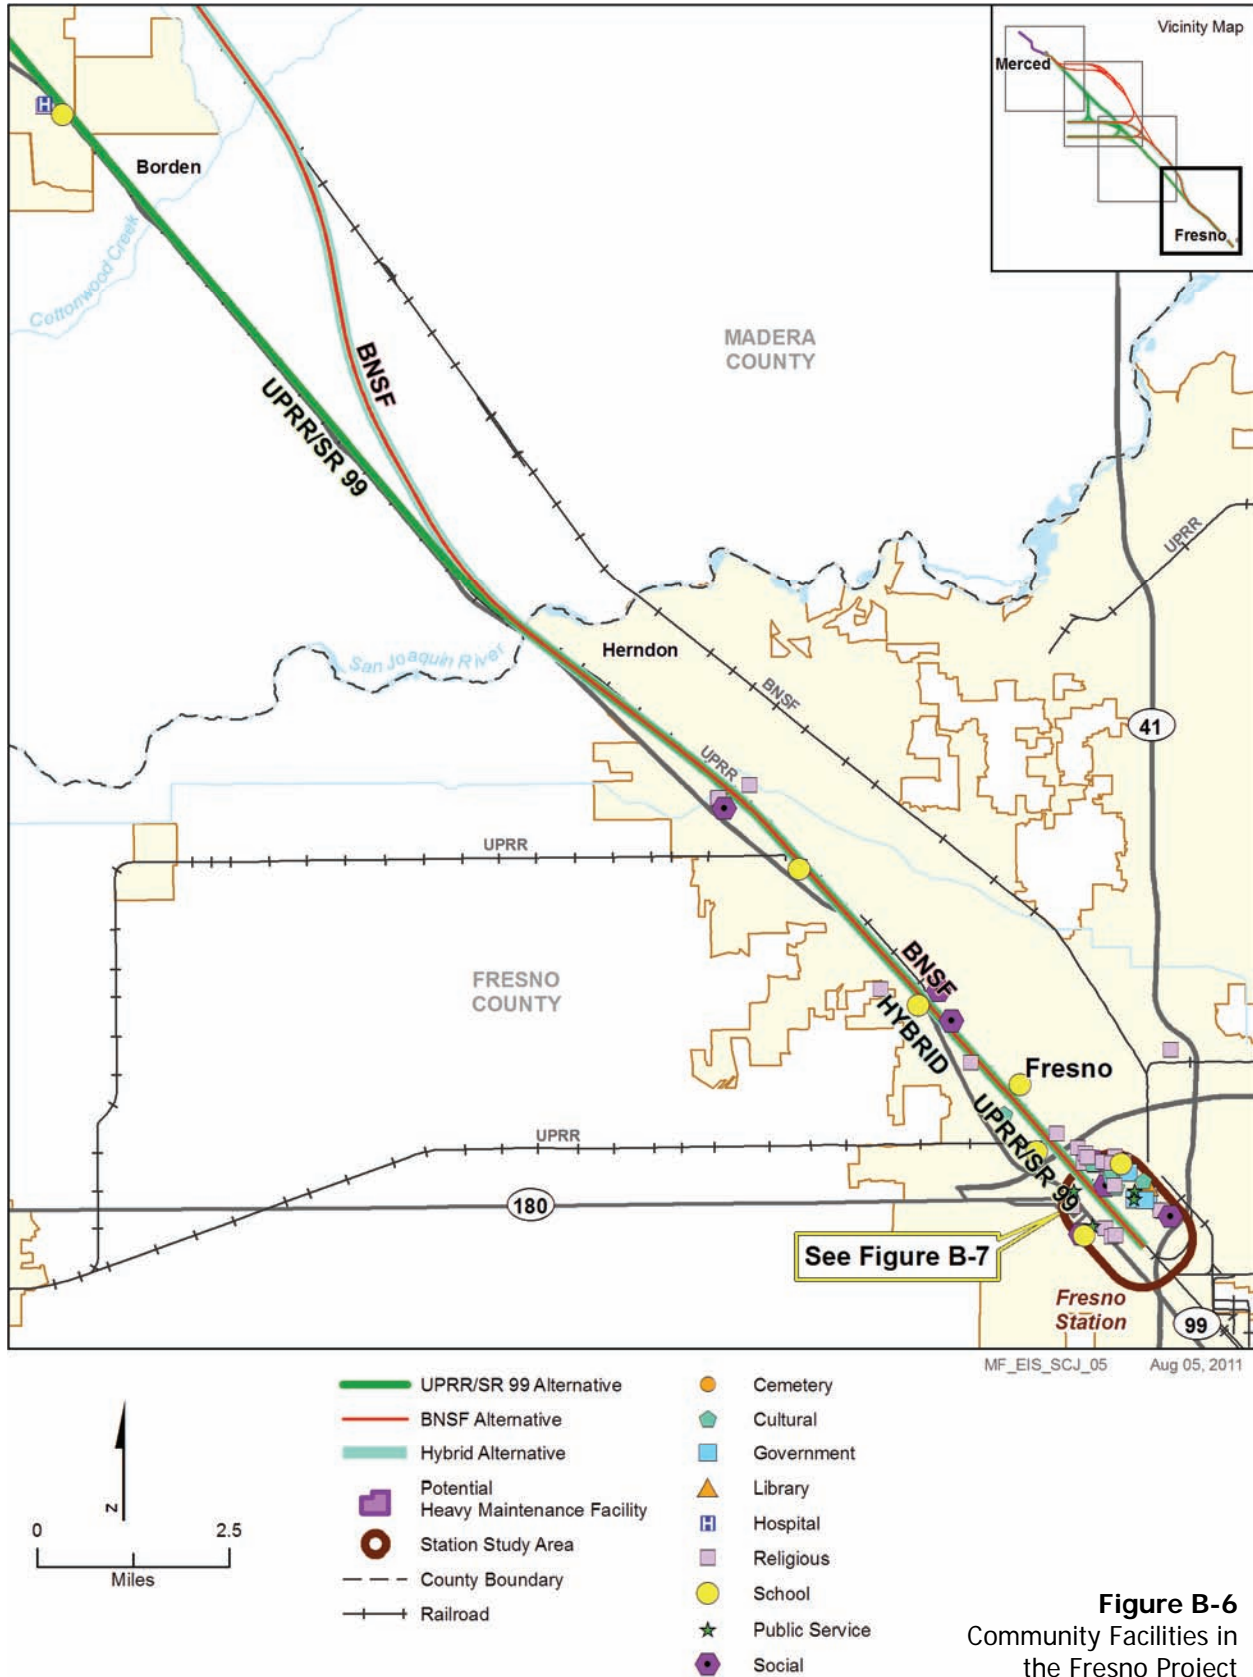 Vicinity Map
Merced
Fresno
Borden
Cottonwood Creek
MADERA
COUNTY
BNSF
UPRR/SR 99
UPRR
San Joaquin River
Herndon
BNSF
41
UPRR
UPRR
FRESNO
COUNTY
BNSF
HYBRID
Fresno
UPRR/SR 99
UPRR
180
See Figure B-7
Fresno
Station
99
MF_EIS_SCJ_05 Aug 05, 2011
UPRR/SR 99 Alternative
BNSF Alternative
Hybrid Alternative
Potential
Heavy Maintenance Facility
Station Study Area
County Boundary
Railroad
Cemetery
Cultural
Government
Library
Hospital
Religious
School
Public Service
Social
N
0 2.5
Miles
H
H
Figure B-6
Community Facilities in
the Fresno Project